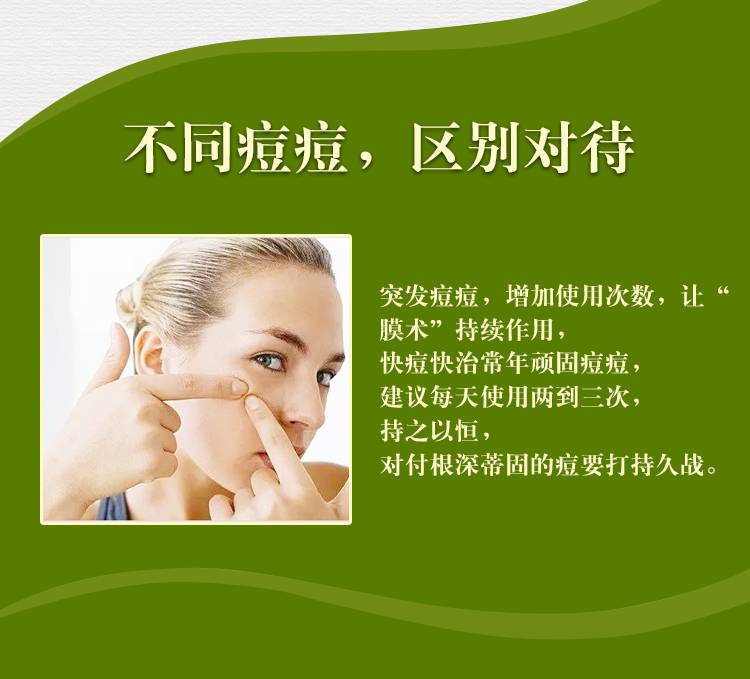 不同痘痘，区别对待
突发痘痘，增加使用次数，让“
膜术”持续作用，
快痘快治常年顽固痘痘，
建议每天使用两到三次，
持之以恒，
对付根深蒂固的痘要打持久战。